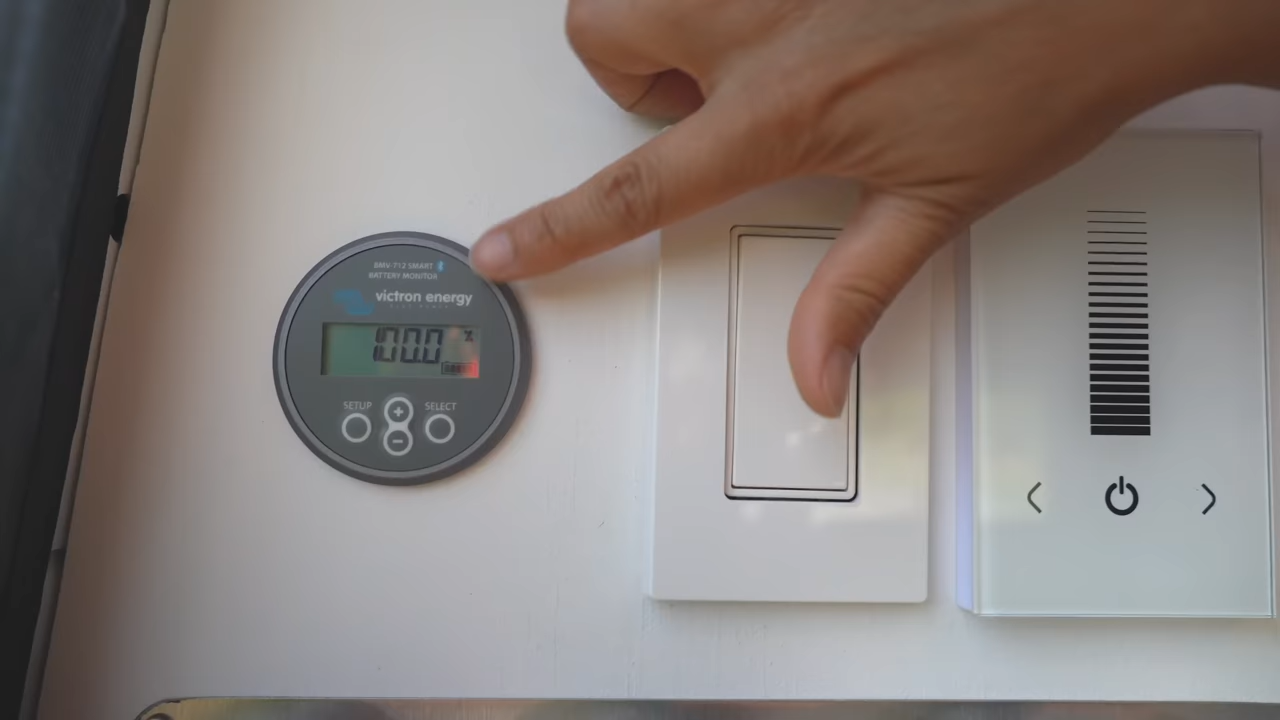 BMV-712 SMART
BATTERY MONITOR
victron energy
100.0 %
SETUP + SELECT
-